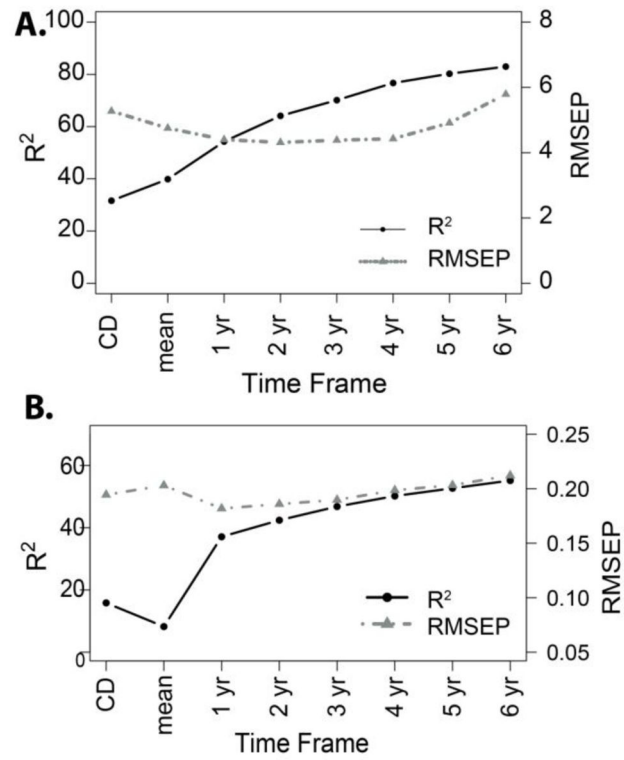 A.
100
80
60
40
20
0
R²
8
6
4
2
0
RMSEP
R²
RMSEP
CD
mean
1 yr
2 yr
3 yr
4 yr
5 yr
6 yr
Time Frame
B.
60
40
20
0
R²
0.25
0.20
0.15
0.10
0.05
RMSEP
R²
RMSEP
CD
mean
1 yr
2 yr
3 yr
4 yr
5 yr
6 yr
Time Frame